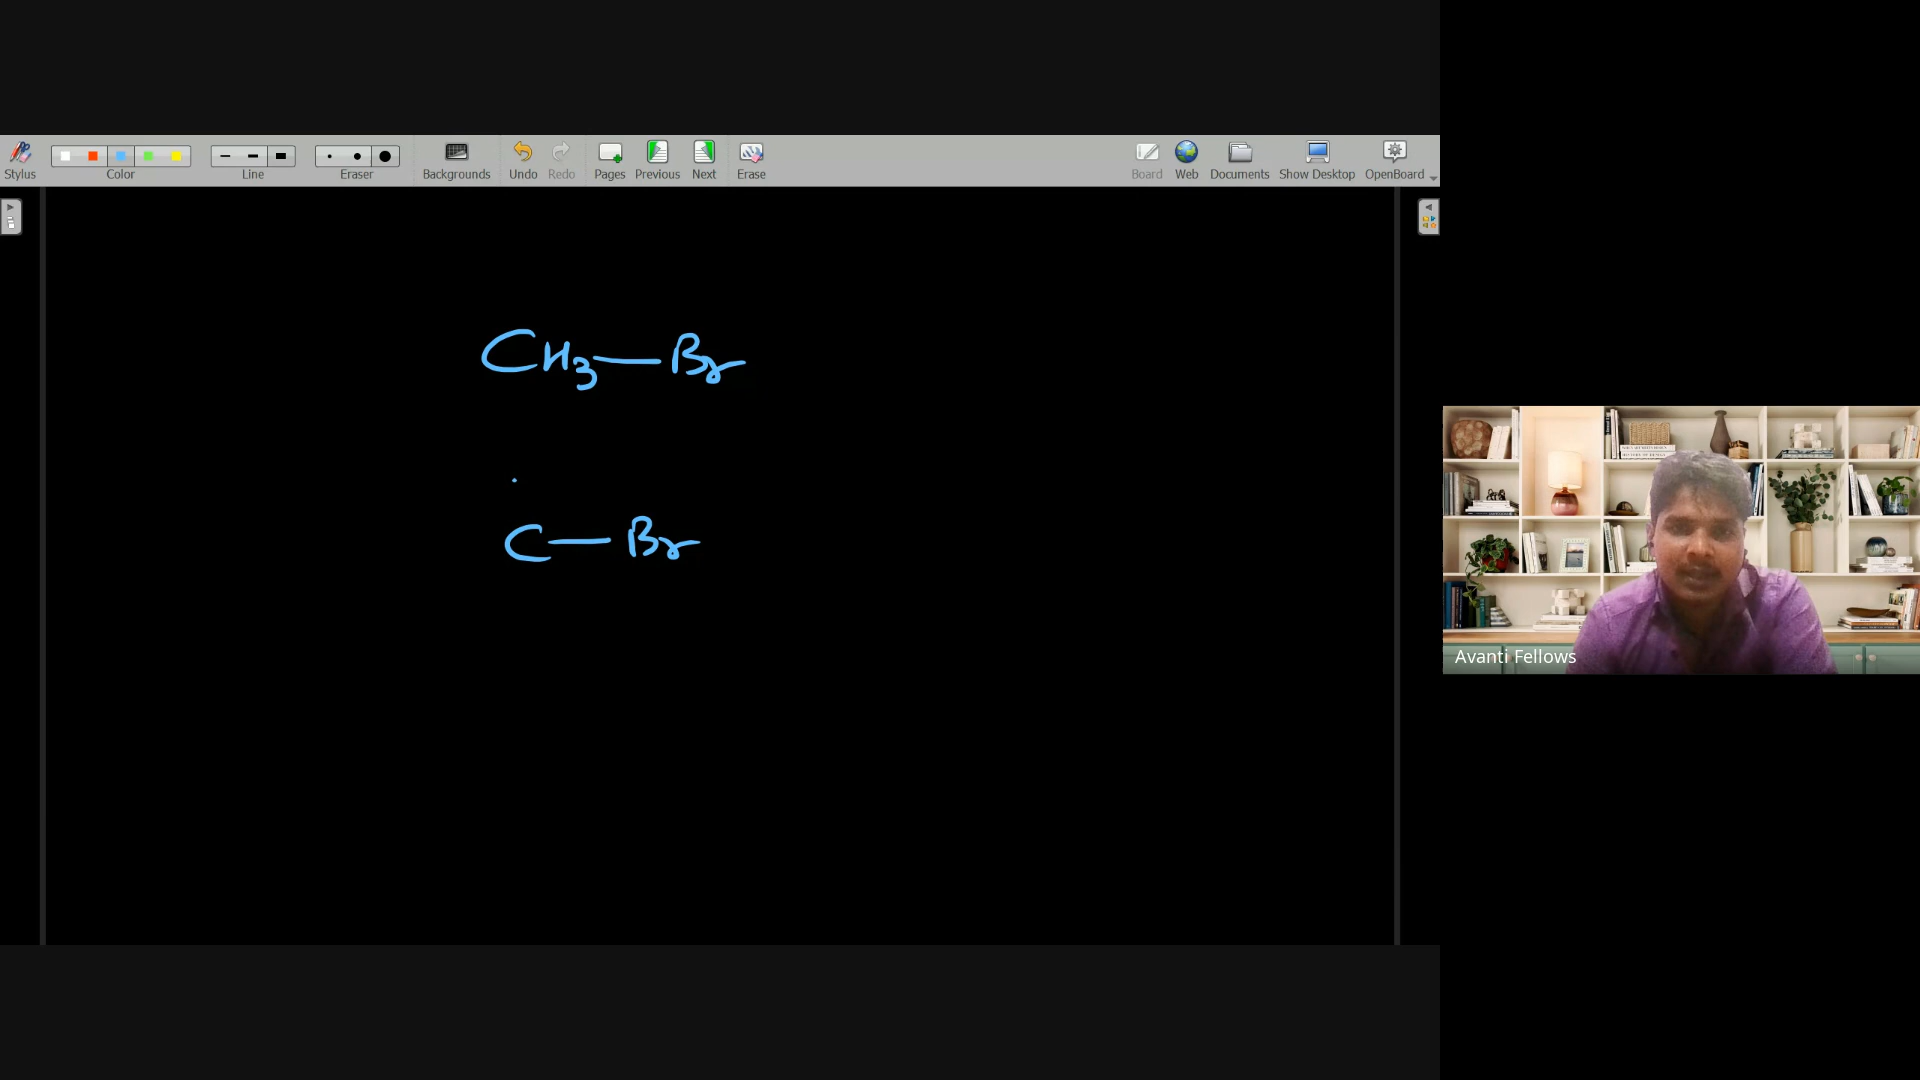 Stylus Color Line Eraser Backgrounds Undo Redo Pages Previous Next Erase Board Web Documents Show Desktop OpenBoard
CH3—Br
C—Br
Avanti Fellows